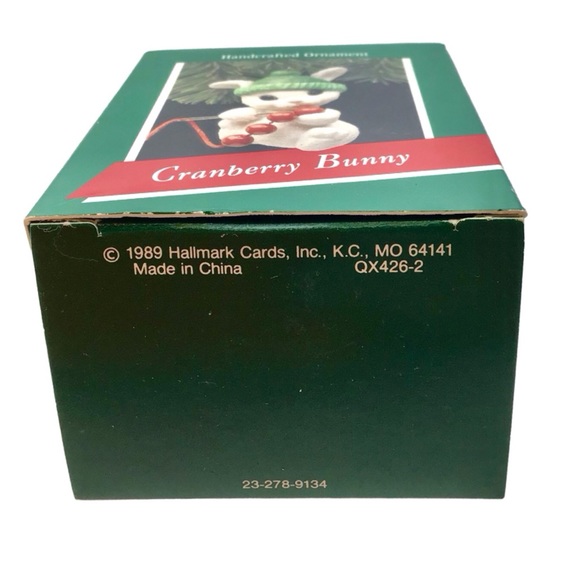 Handcrafted Ornament
Cranberry Bunny
© 1989 Hallmark Cards, Inc., K.C., MO 64141
Made in China QX426-2
23-278-9134